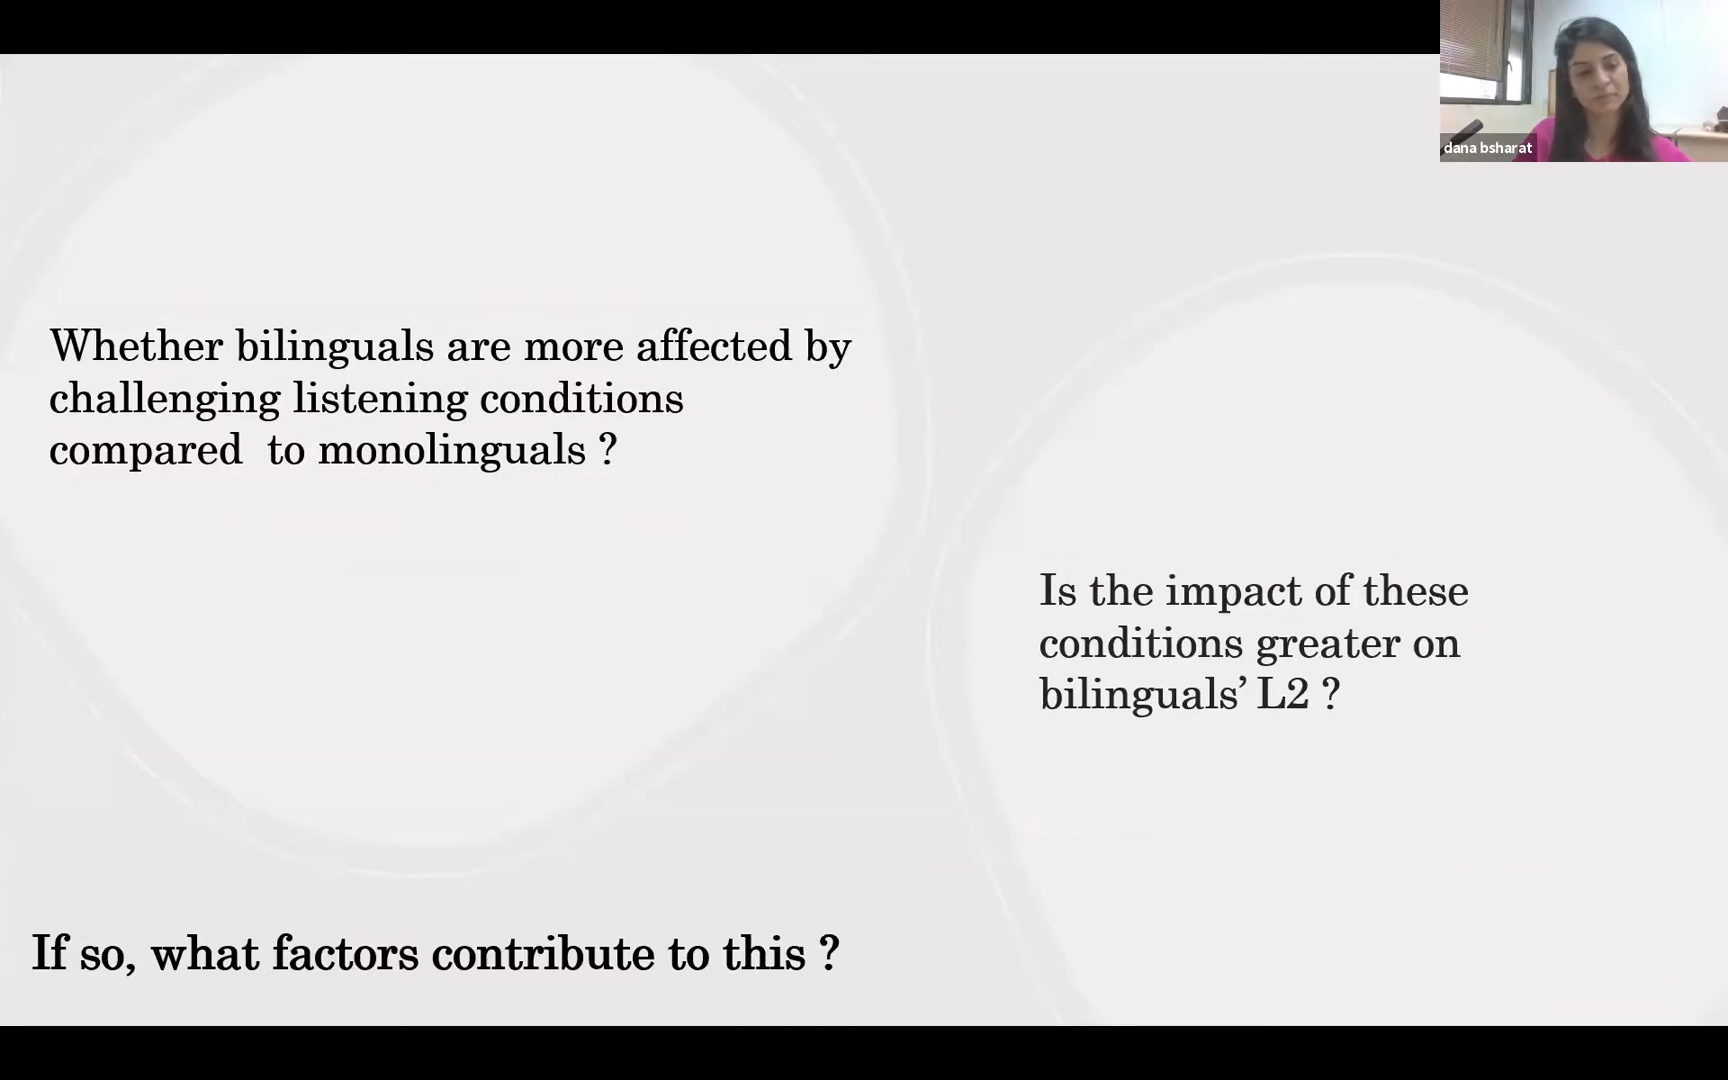 dana bsharat
Whether bilinguals are more affected by
challenging listening conditions
compared  to monolinguals ?
Is the impact of these
conditions greater on
bilinguals’ L2 ?
If so, what factors contribute to this ?